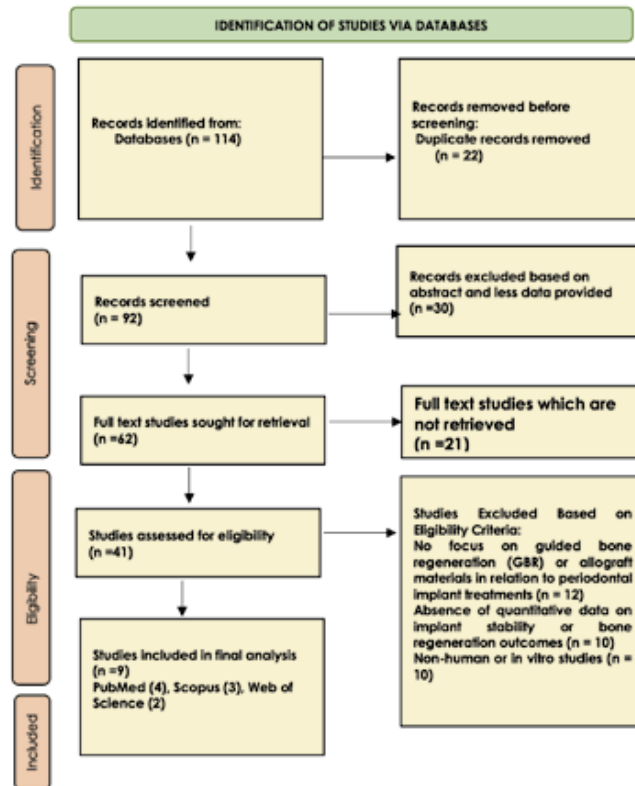 IDENTIFICATION OF STUDIES VIA DATABASES
Identification
Records identified from:
Databases (n = 114)
Records removed before
screening:
Duplicate records removed
(n = 22)
Screening
Records screened
(n = 92)
Records excluded based on
abstract and less data provided
(n =30)
Full text studies sought for retrieval
(n =62)
Full text studies which are
not retrieved
(n =21)
Eligibility
Studies assessed for eligibility
(n =41)
Studies Excluded Based on
Eligibility Criteria:
No focus on guided bone
regeneration (GBR) or allograft
materials in relation to periodontal
implant treatments (n = 12)
Absence of quantitative data on
implant stability or bone
regeneration outcomes (n = 10)
Non-human or in vitro studies (n =
10)
Included
Studies included in final analysis
(n =9)
PubMed (4), Scopus (3), Web of
Science (2)